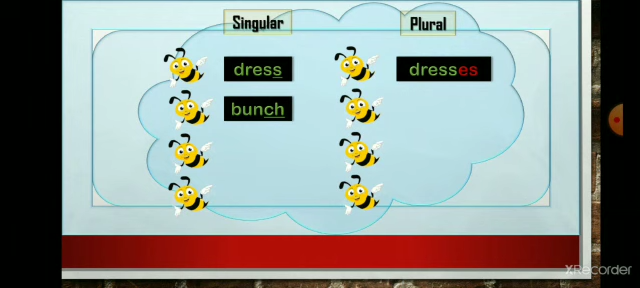 Singular Plural
dress dresses
bunch
XRecorder